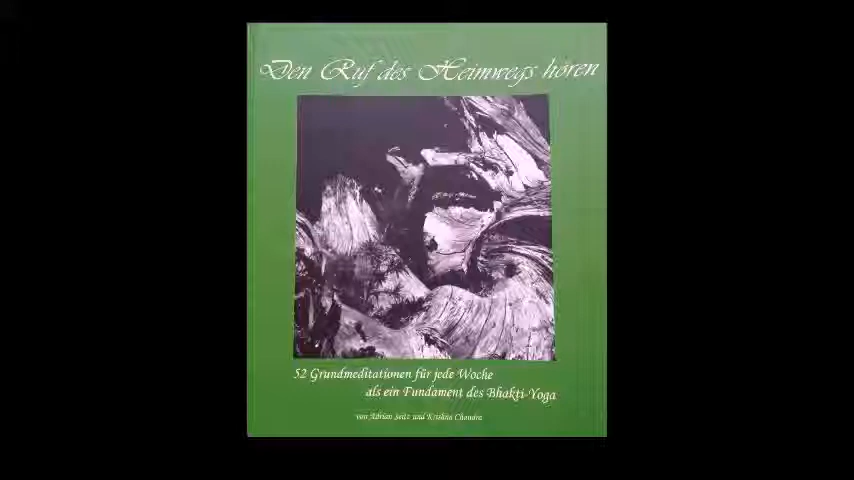 Den Ruf des Heimwegs hören
52 Grundmeditationen für jede Woche
als ein Fundament des Bhakti-Yoga
von Adrian Seitz und Krishna Chandra